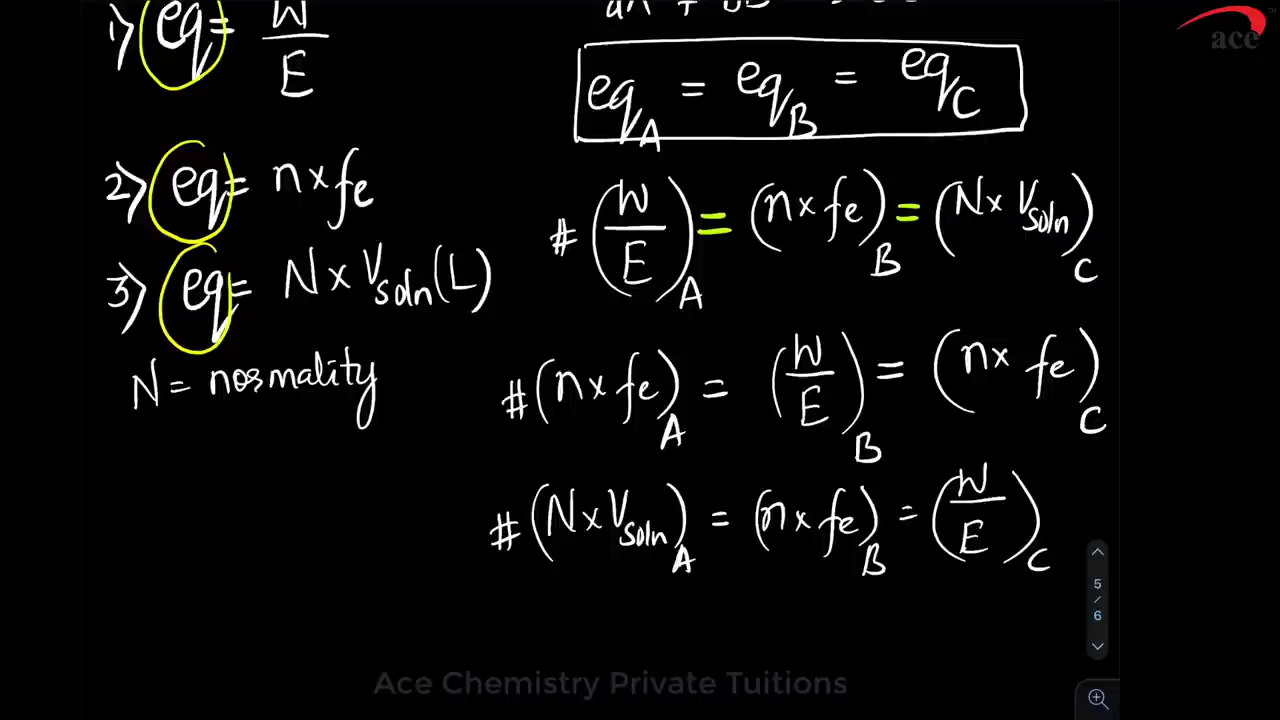 1) eq = W/E
eq_A = eq_B = eq_C
2) eq = n × fe
# (W/E)_A = (n × fe)_B = (N × V_soln)_C
3) eq = N × V_soln (L)
N = normality
# (n × fe)_A = (W/E)_B = (n × fe)_C
# (N × V_soln)_A = (n × fe)_B = (W/E)_C
ace
5
/
6
Ace Chemistry Private Tuitions